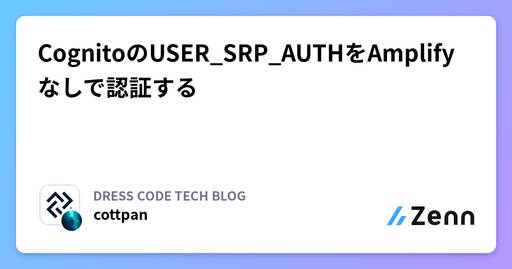 CognitoのUSER_SRP_AUTHをAmplify
なしで認証する
DRESS CODE TECH BLOG
cottpan
Zenn